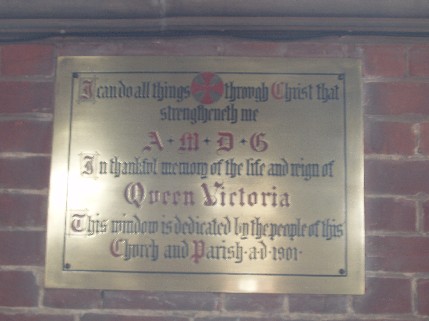 I can do all things through Christ that
strengtheneth me
A·M·D·G
In thankful memory of the life and reign of
Queen Victoria
This window is dedicated by the people of this
Church and Parish·a·d·1901·